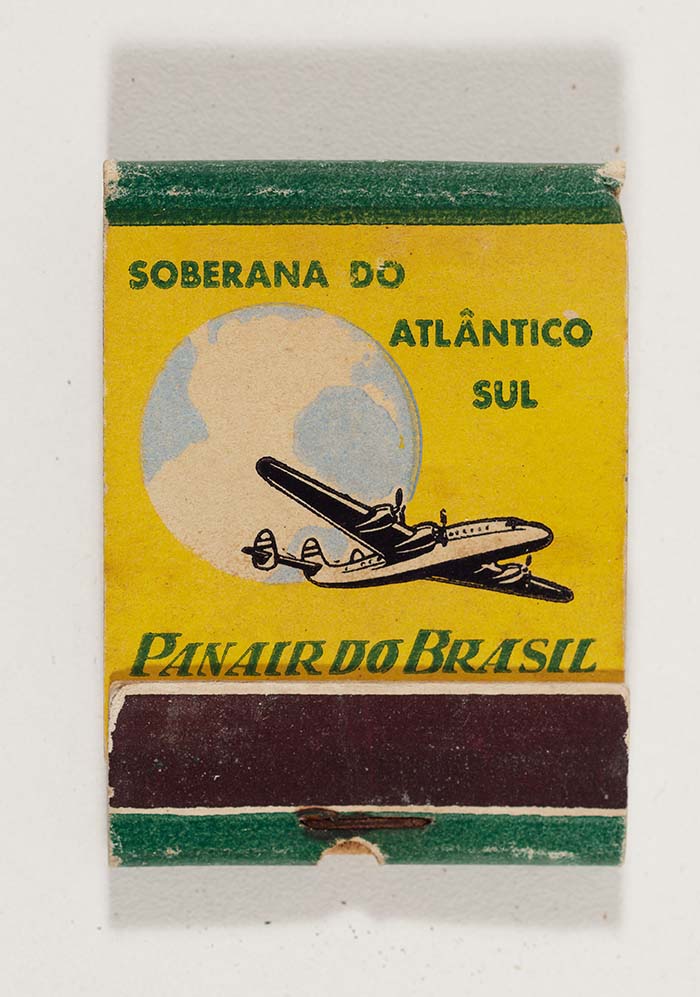 SOBERANA DO
ATLÂNTICO
SUL
PANAIR DO BRASIL